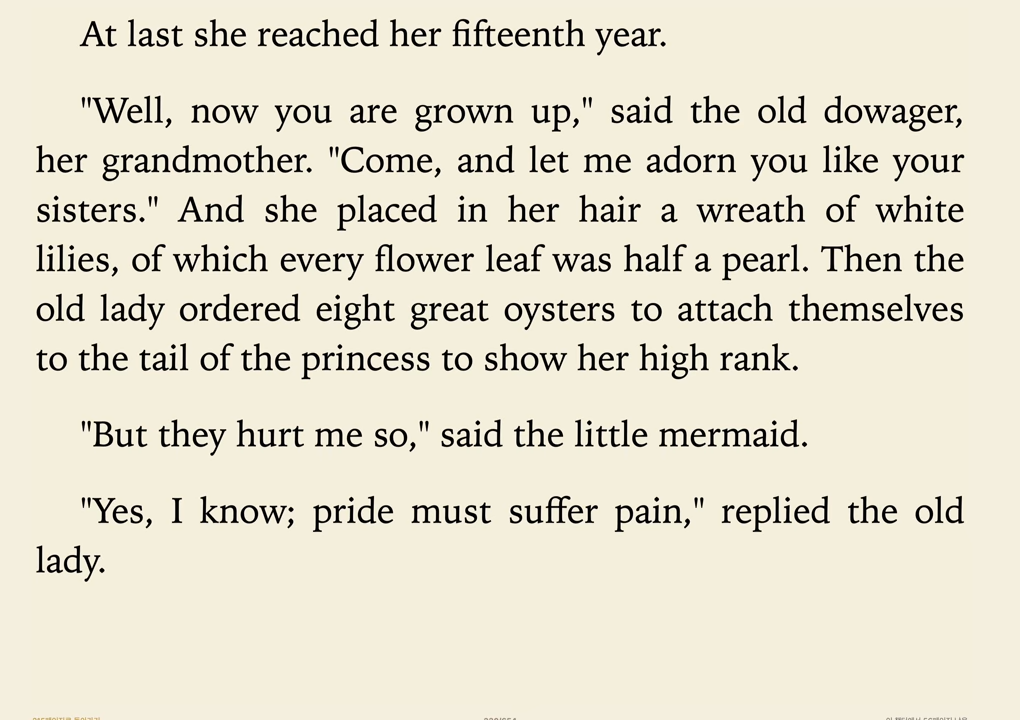 At last she reached her fifteenth year.
"Well, now you are grown up," said the old dowager,
her grandmother. "Come, and let me adorn you like your
sisters." And she placed in her hair a wreath of white
lilies, of which every flower leaf was half a pearl. Then the
old lady ordered eight great oysters to attach themselves
to the tail of the princess to show her high rank.
"But they hurt me so," said the little mermaid.
"Yes, I know; pride must suffer pain," replied the old
lady.